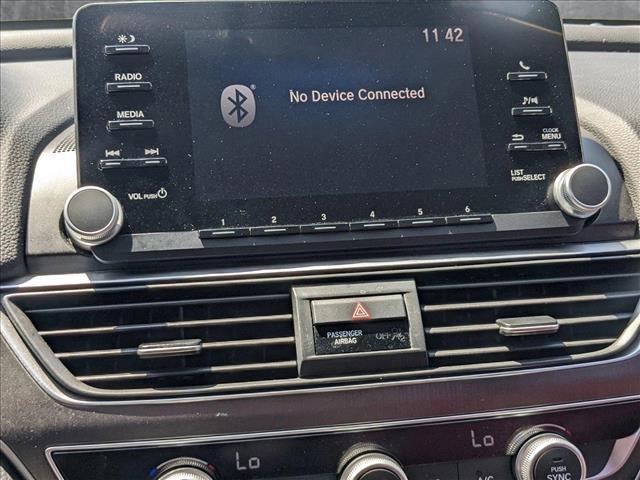 11:42
No Device Connected
RADIO
MEDIA
VOL PUSH
CLOCK
MENU
LIST
PUSH SELECT
1 2 3 4 5 6
PASSENGER
AIRBAG OFF
Lo Lo
PUSH
SYNC
A/C